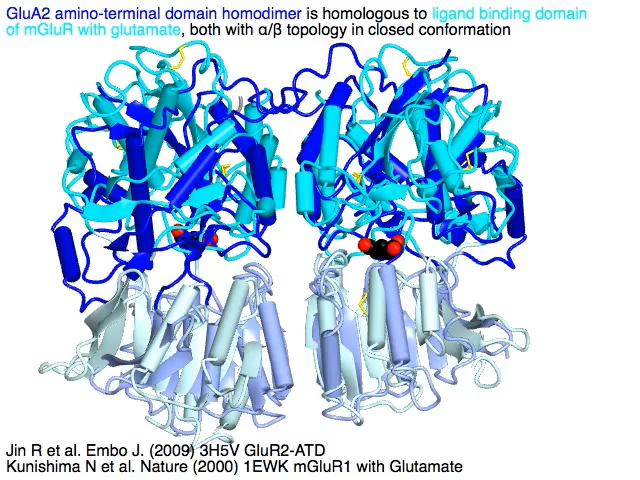 GluA2 amino-terminal domain homodimer is homologous to ligand binding domain
of mGluR with glutamate, both with α/β topology in closed conformation
Jin R et al. Embo J. (2009) 3H5V GluR2-ATD
Kunishima N et al. Nature (2000) 1EWK mGluR1 with Glutamate